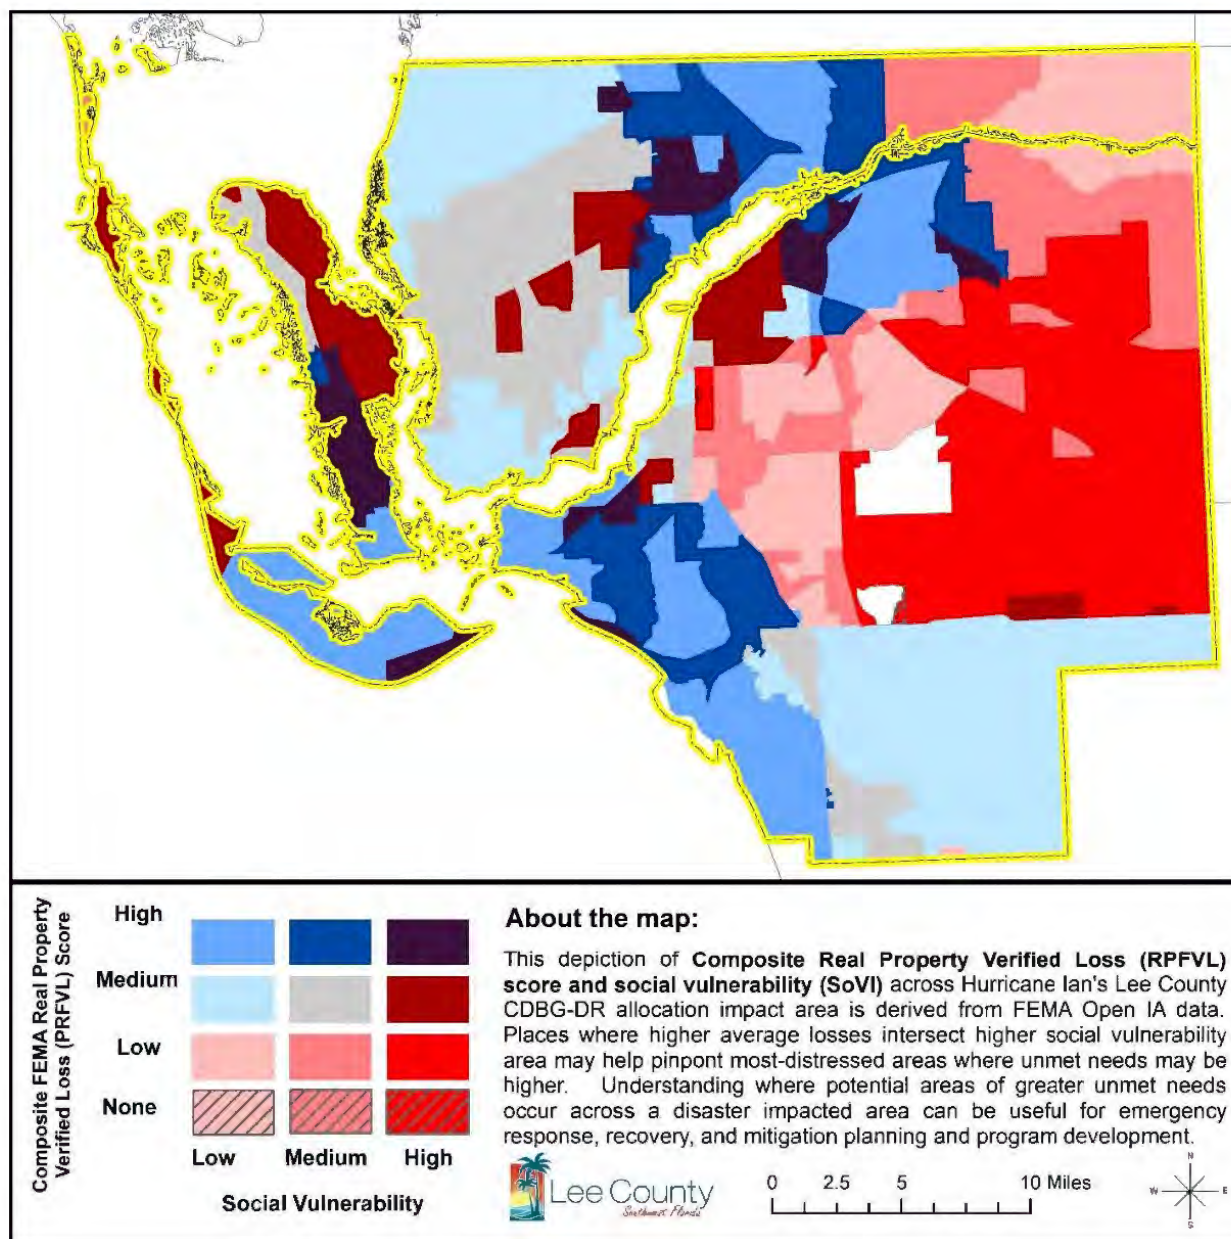 Composite FEMA Real Property
Verified Loss (PRFVL) Score
High
Medium
Low
None
Low Medium High
Social Vulnerability
About the map:
This depiction of Composite Real Property Verified Loss (RPFVL)
score and social vulnerability (SoVI) across Hurricane Ian's Lee County
CDBG-DR allocation impact area is derived from FEMA Open IA data.
Places where higher average losses intersect higher social vulnerability
area may help pinpont most-distressed areas where unmet needs may be
higher. Understanding where potential areas of greater unmet needs
occur across a disaster impacted area can be useful for emergency
response, recovery, and mitigation planning and program development.
Lee County
Southwest Florida
0 2.5 5 10 Miles
N
W E
S